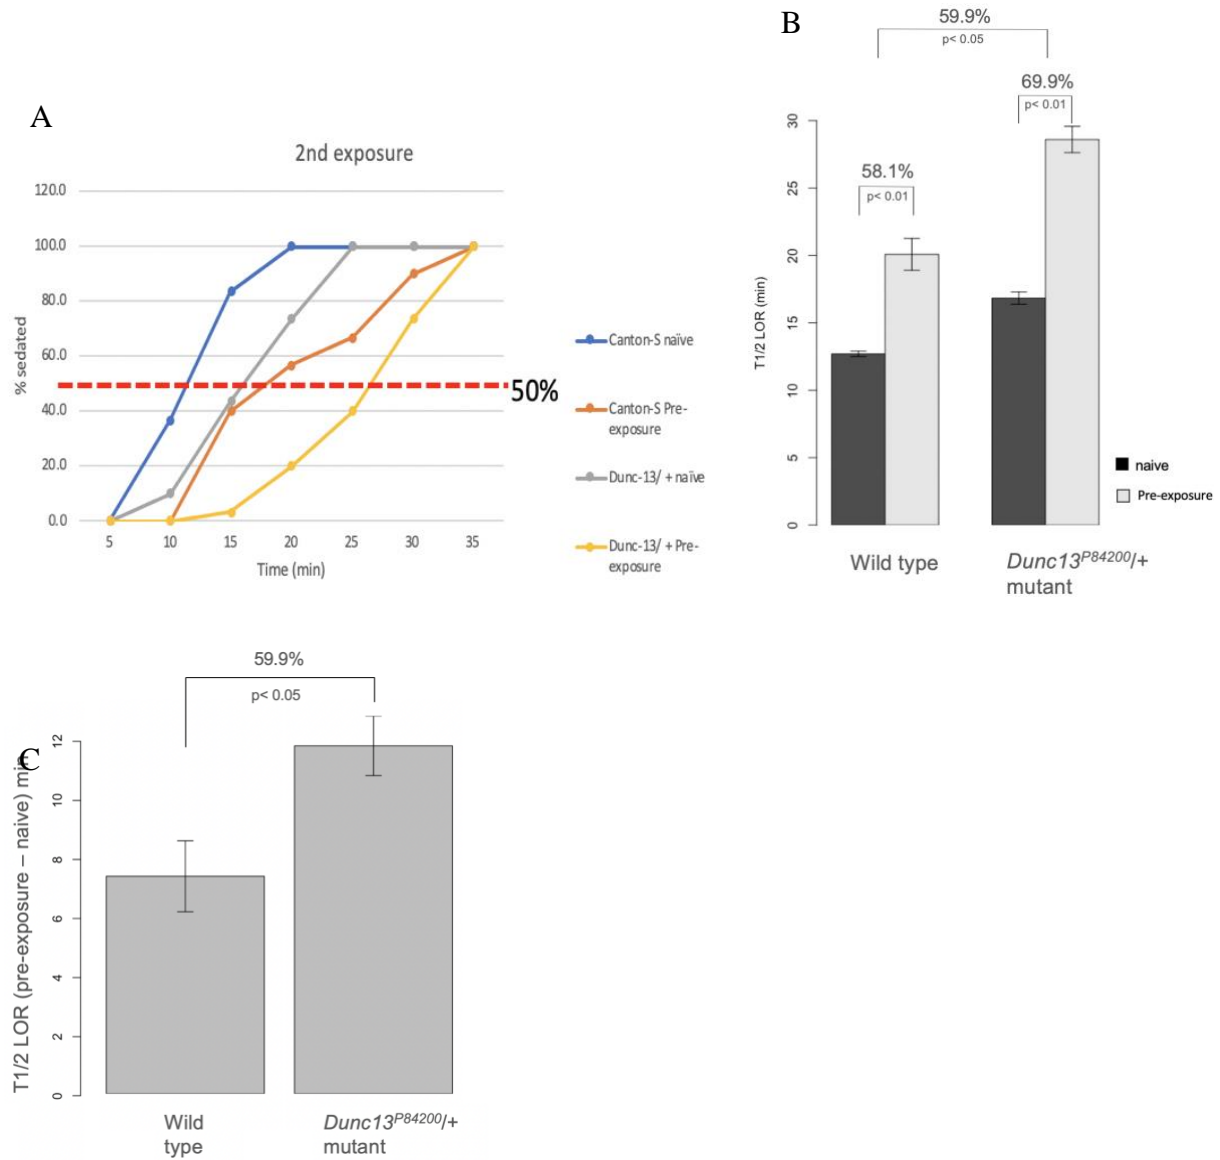 A
2nd exposure
120.0
100.0
80.0
60.0
40.0
20.0
0.0
% sedated
5 10 15 20 25 30 35
Time (min)
50%
Canton-S naïve
Canton-S Pre-
exposure
Dunc-13/ + naïve
Dunc-13/ + Pre-
exposure
B
59.9%
p< 0.05
69.9%
p< 0.01
58.1%
p< 0.01
30
25
20
15
10
5
0
T1/2 LOR (min)
naive
Pre-exposure
Wild type
Dunc13P84200/+
mutant
C
59.9%
p< 0.05
12
10
8
6
4
2
0
T1/2 LOR (pre-exposure – naive) min
Wild
type
Dunc13P84200/+
mutant